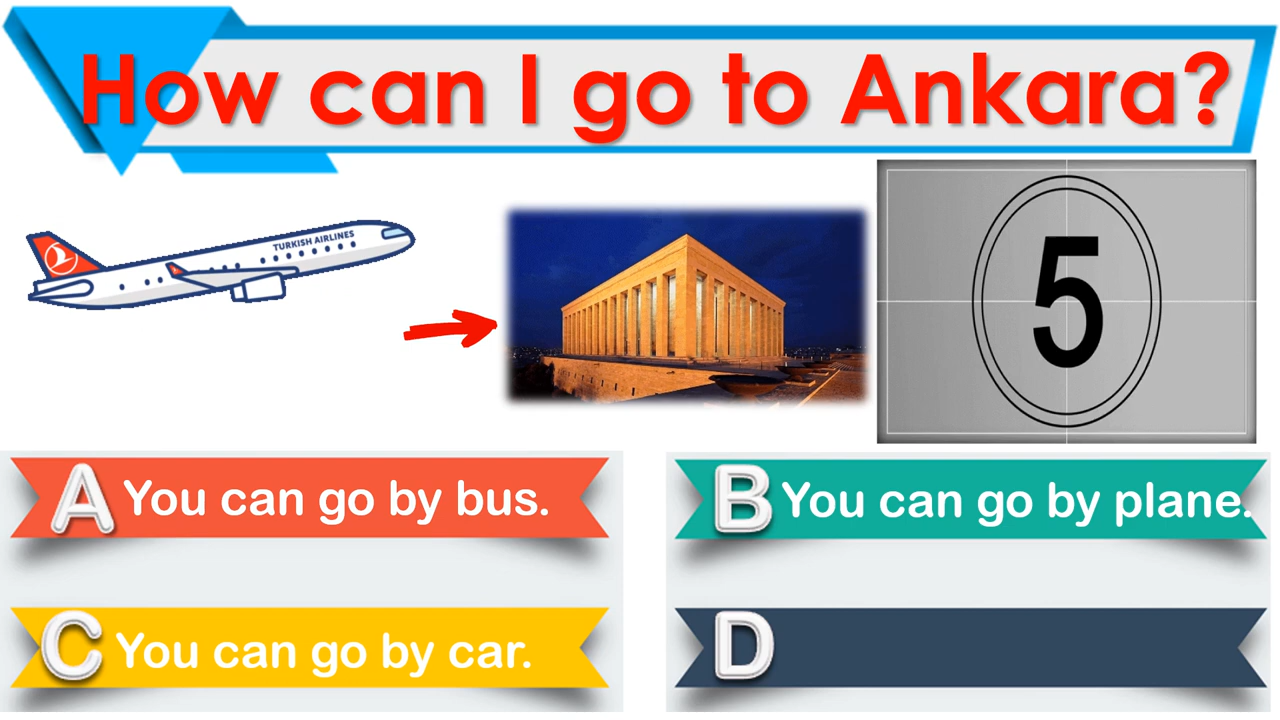 How can I go to Ankara?
TURKISH AIRLINES
5
A You can go by bus.
B You can go by plane.
C You can go by car.
D